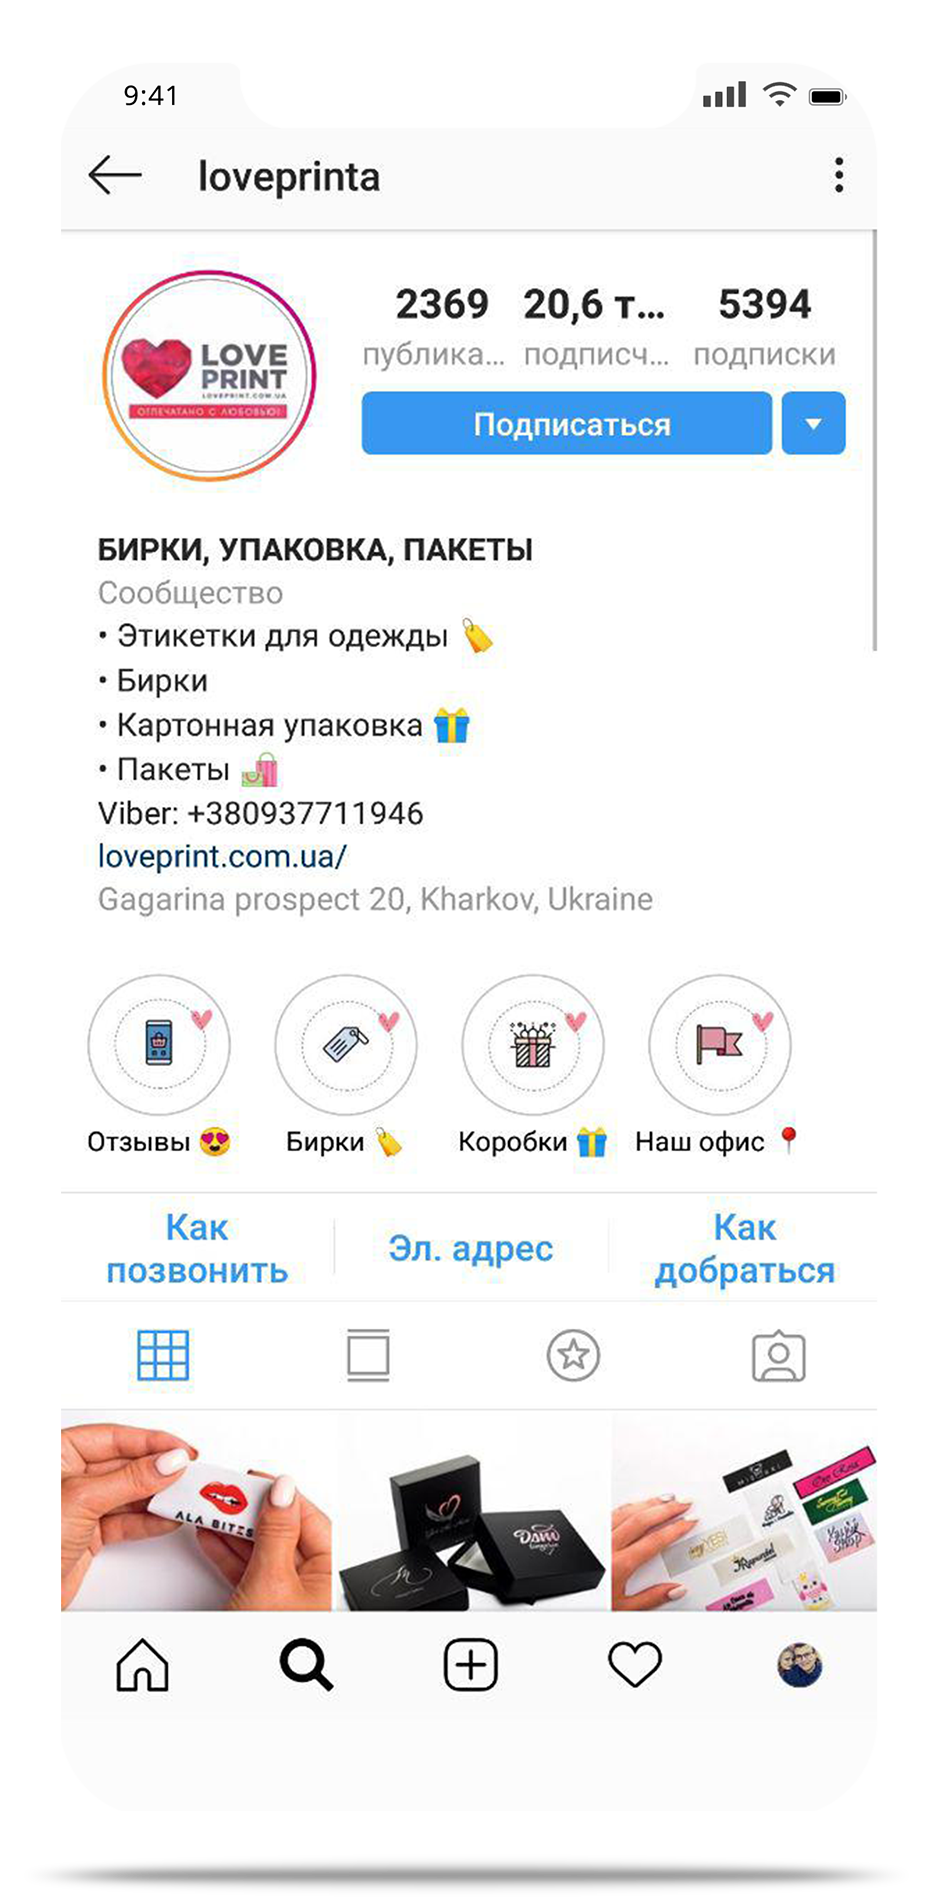 9:41
loveprinta
2369 20,6 т... 5394
публика... подписч... подписки
LOVE
PRINT
LOVEPRINT.COM.UA
ОТПЕЧАТАНО С ЛЮБОВЬЮ!
Подписаться
БИРКИ, УПАКОВКА, ПАКЕТЫ
Сообщество
• Этикетки для одежды
• Бирки
• Картонная упаковка
• Пакеты
Viber: +380937711946
loveprint.com.ua/
Gagarina prospect 20, Kharkov, Ukraine
Отзывы Бирки Коробки Наш офис
Как позвонить
Эл. адрес
Как добраться
ALA BITES